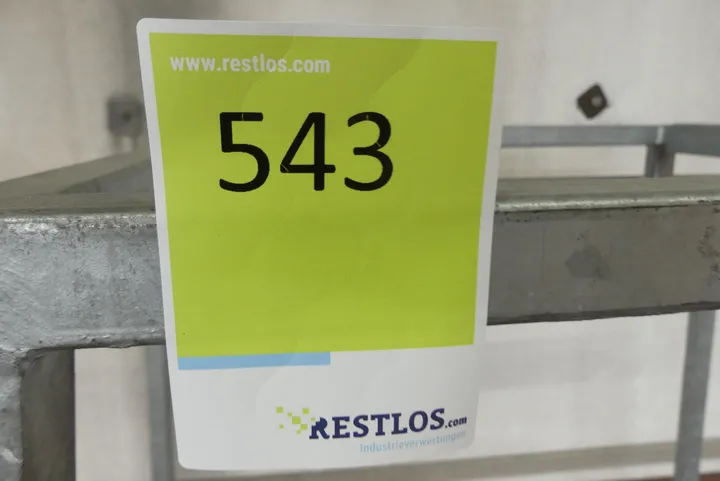 www.restlos.com
543
RESTLOS.com
Industrieverwertungen